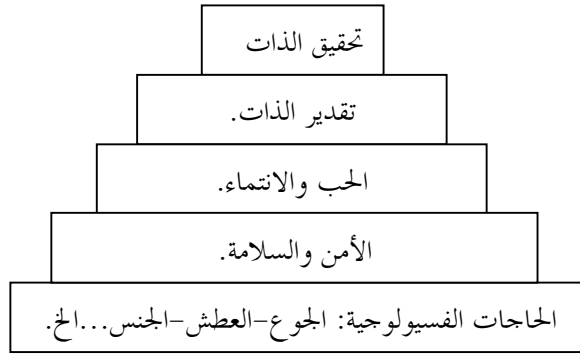 تحقيق الذات
تقدير الذات.
الحب والانتماء.
الأمن والسلامة.
الحاجات الفسيولوجية: الجوع-العطش-الجنس...الخ.